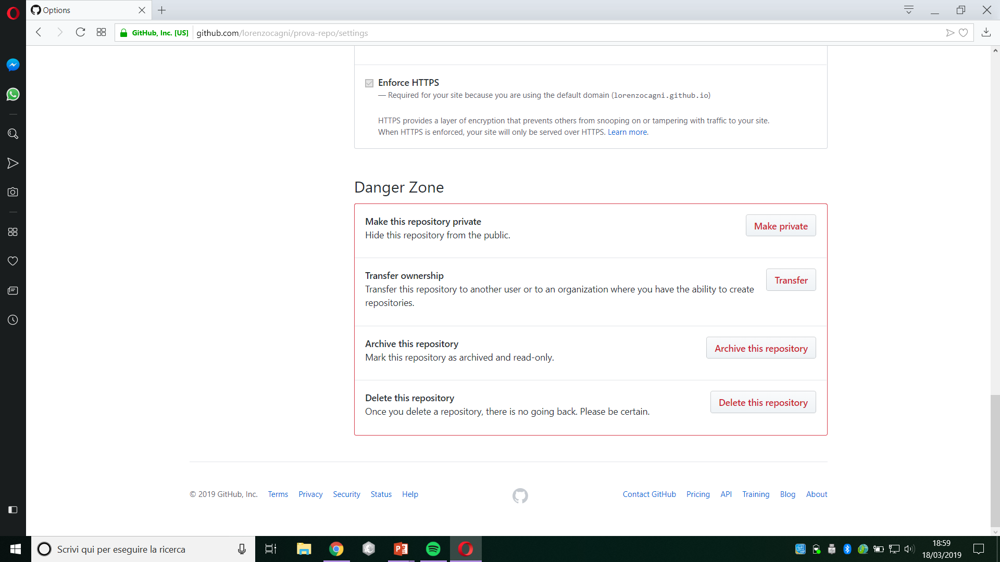 Options
GitHub, Inc. [US]
github.com/lorenzocagni/prova-repo/settings
Enforce HTTPS
— Required for your site because you are using the default domain (lorenzocagni.github.io)
HTTPS provides a layer of encryption that prevents others from snooping on or tampering with traffic to your site.
When HTTPS is enforced, your site will only be served over HTTPS. Learn more.
Danger Zone
Make this repository private
Hide this repository from the public.
Make private
Transfer ownership
Transfer this repository to another user or to an organization where you have the ability to create
repositories.
Transfer
Archive this repository
Mark this repository as archived and read-only.
Archive this repository
Delete this repository
Once you delete a repository, there is no going back. Please be certain.
Delete this repository
© 2019 GitHub, Inc. Terms Privacy Security Status Help
Contact GitHub Pricing API Training Blog About
Scrivi qui per eseguire la ricerca
18:59
18/03/2019